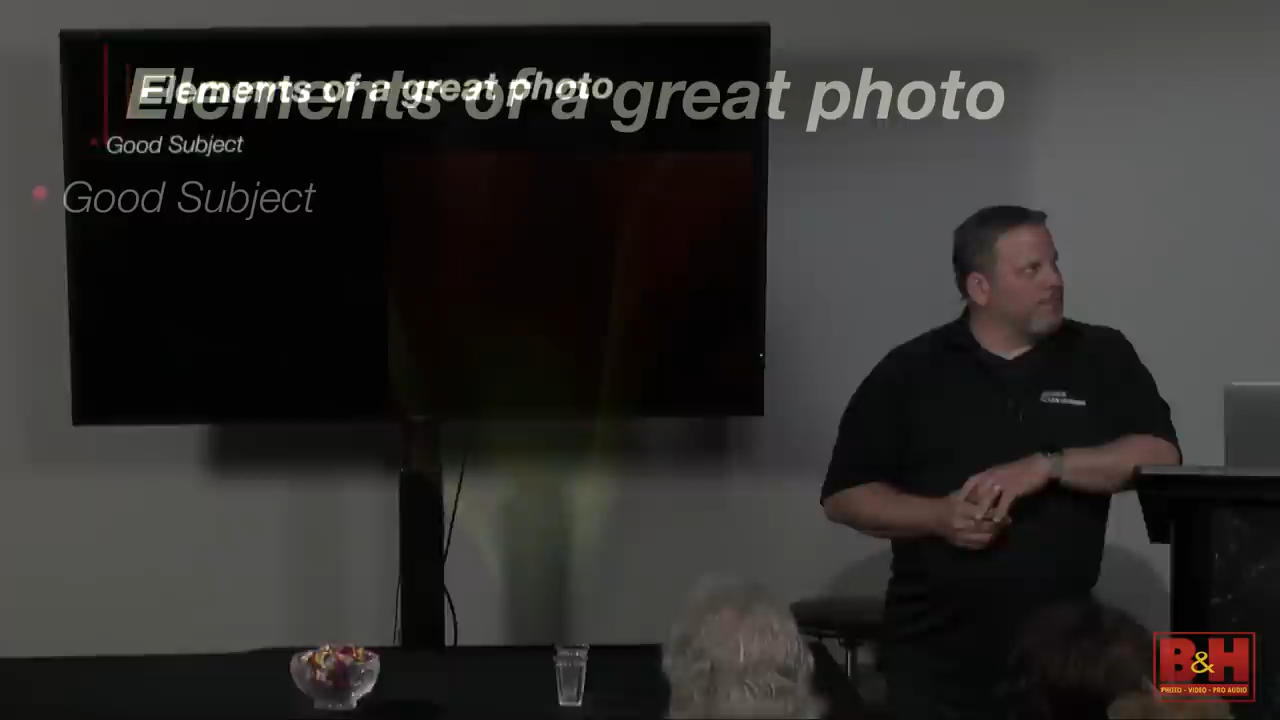 Elements of a great photo
Elements of a great photo
Good Subject
Good Subject
B&H
PHOTO - VIDEO - PRO AUDIO